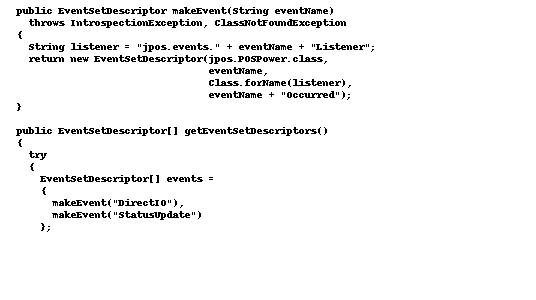 public EventSetDescriptor makeEvent(String eventName)
  throws IntrospectionException, ClassNotFoundException
{
  String listener = "jpos.events." + eventName + "Listener";
  return new EventSetDescriptor(jpos.POSPower.class,
                                eventName,
                                Class.forName(listener),
                                eventName + "Occurred");
}

public EventSetDescriptor[] getEventSetDescriptors()
{
  try
  {
    EventSetDescriptor[] events =
    {
      makeEvent("DirectIO"),
      makeEvent("StatusUpdate")
    };